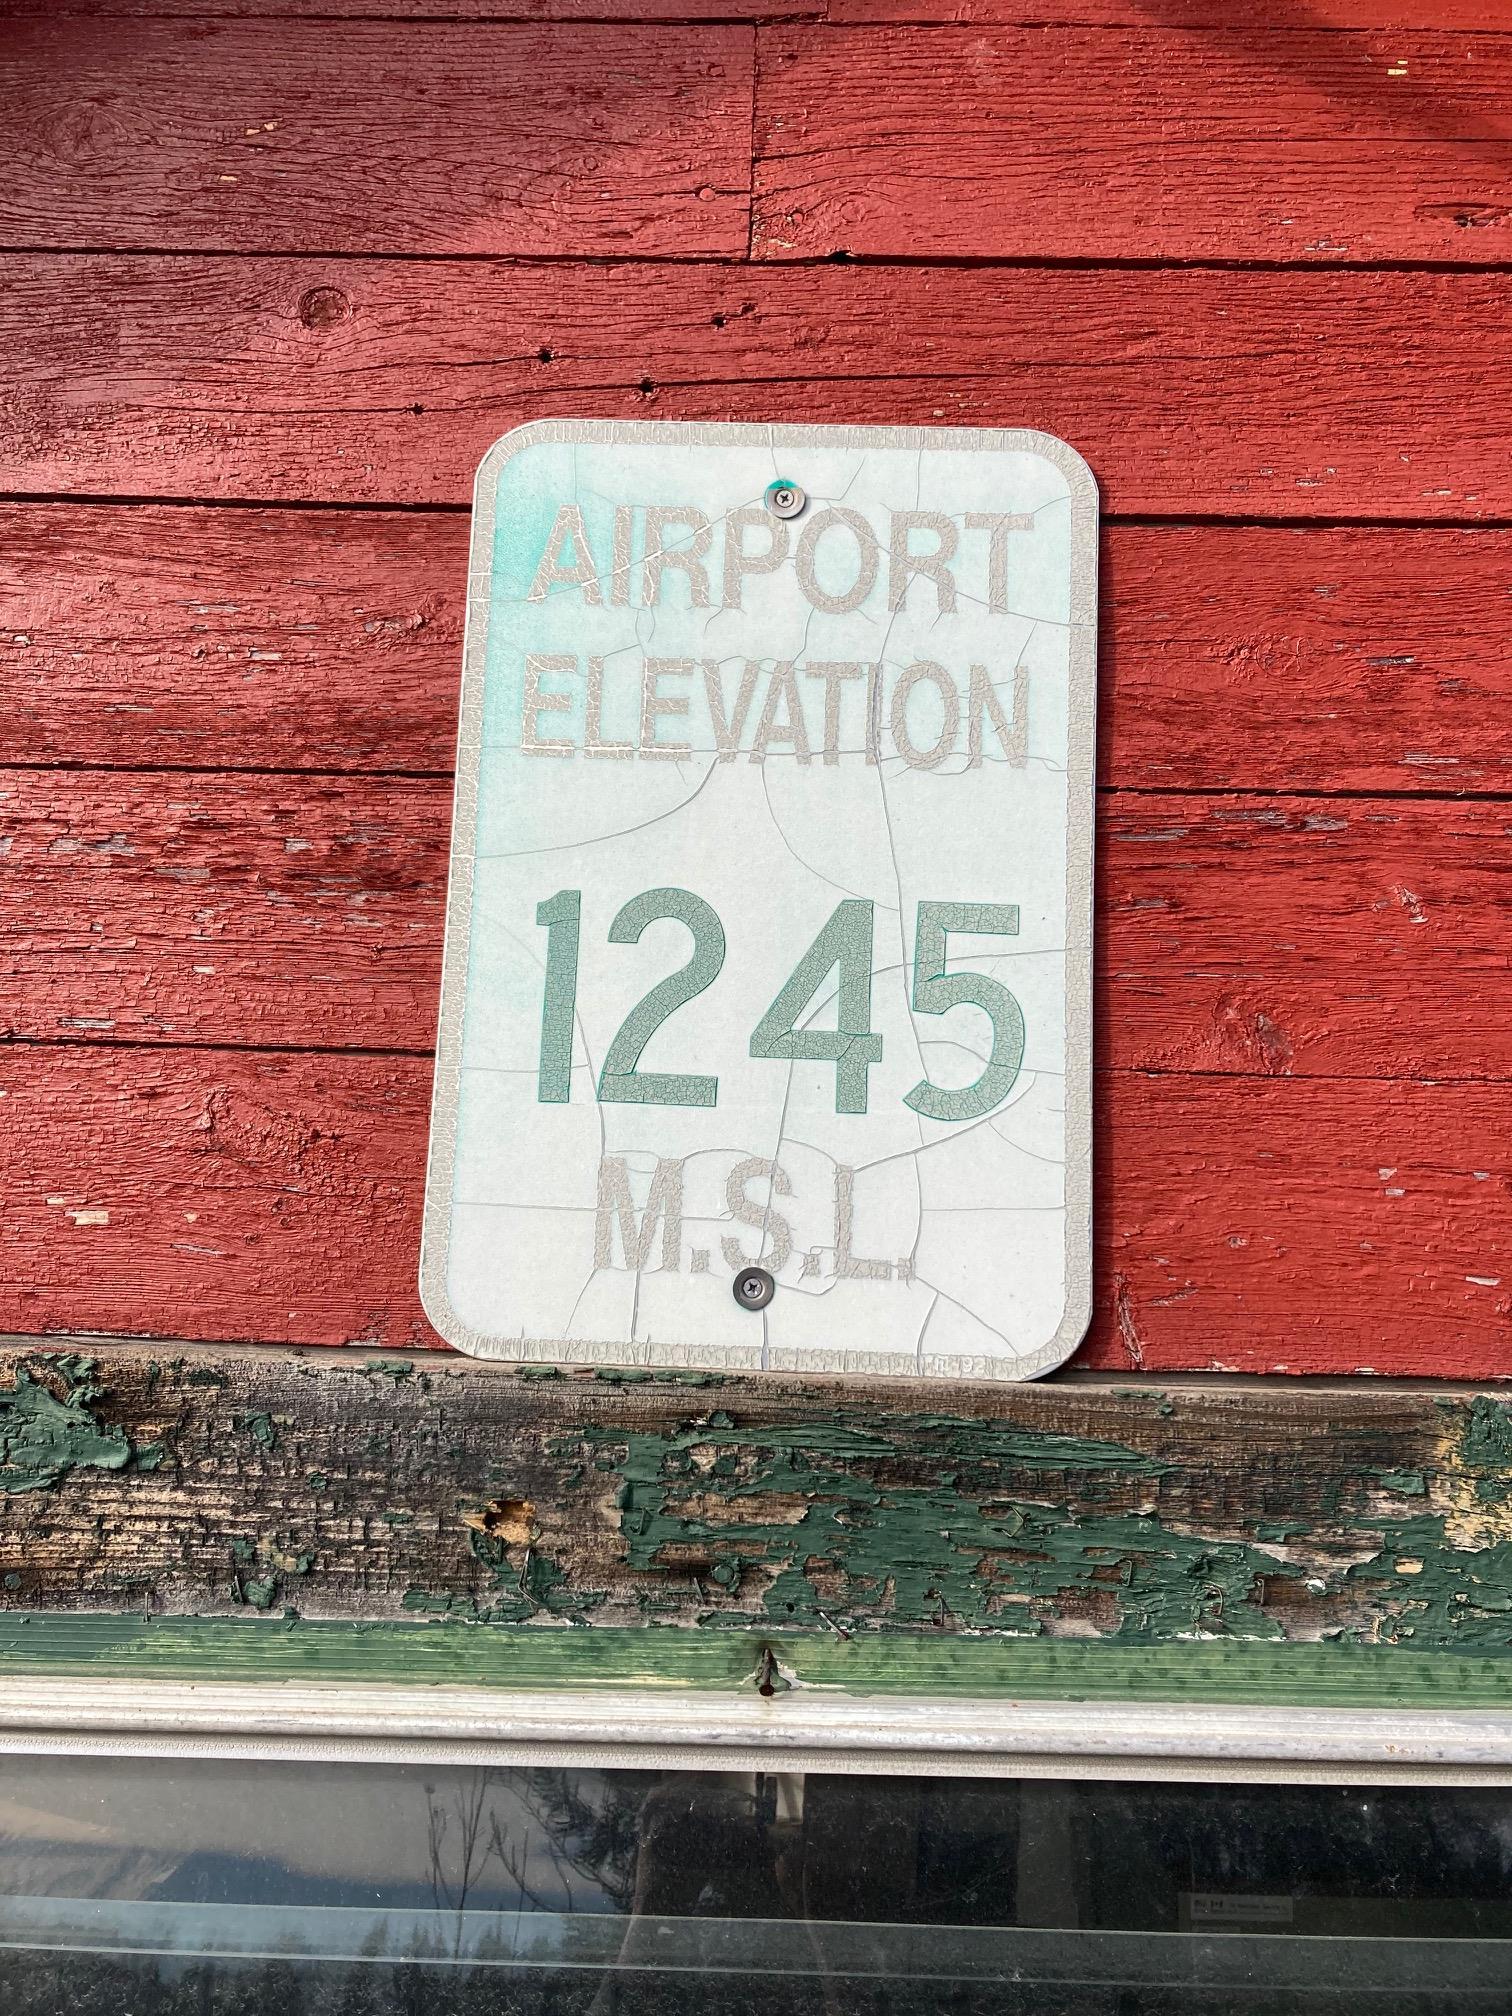 AIRPORT
ELEVATION
1245
M.S.L.